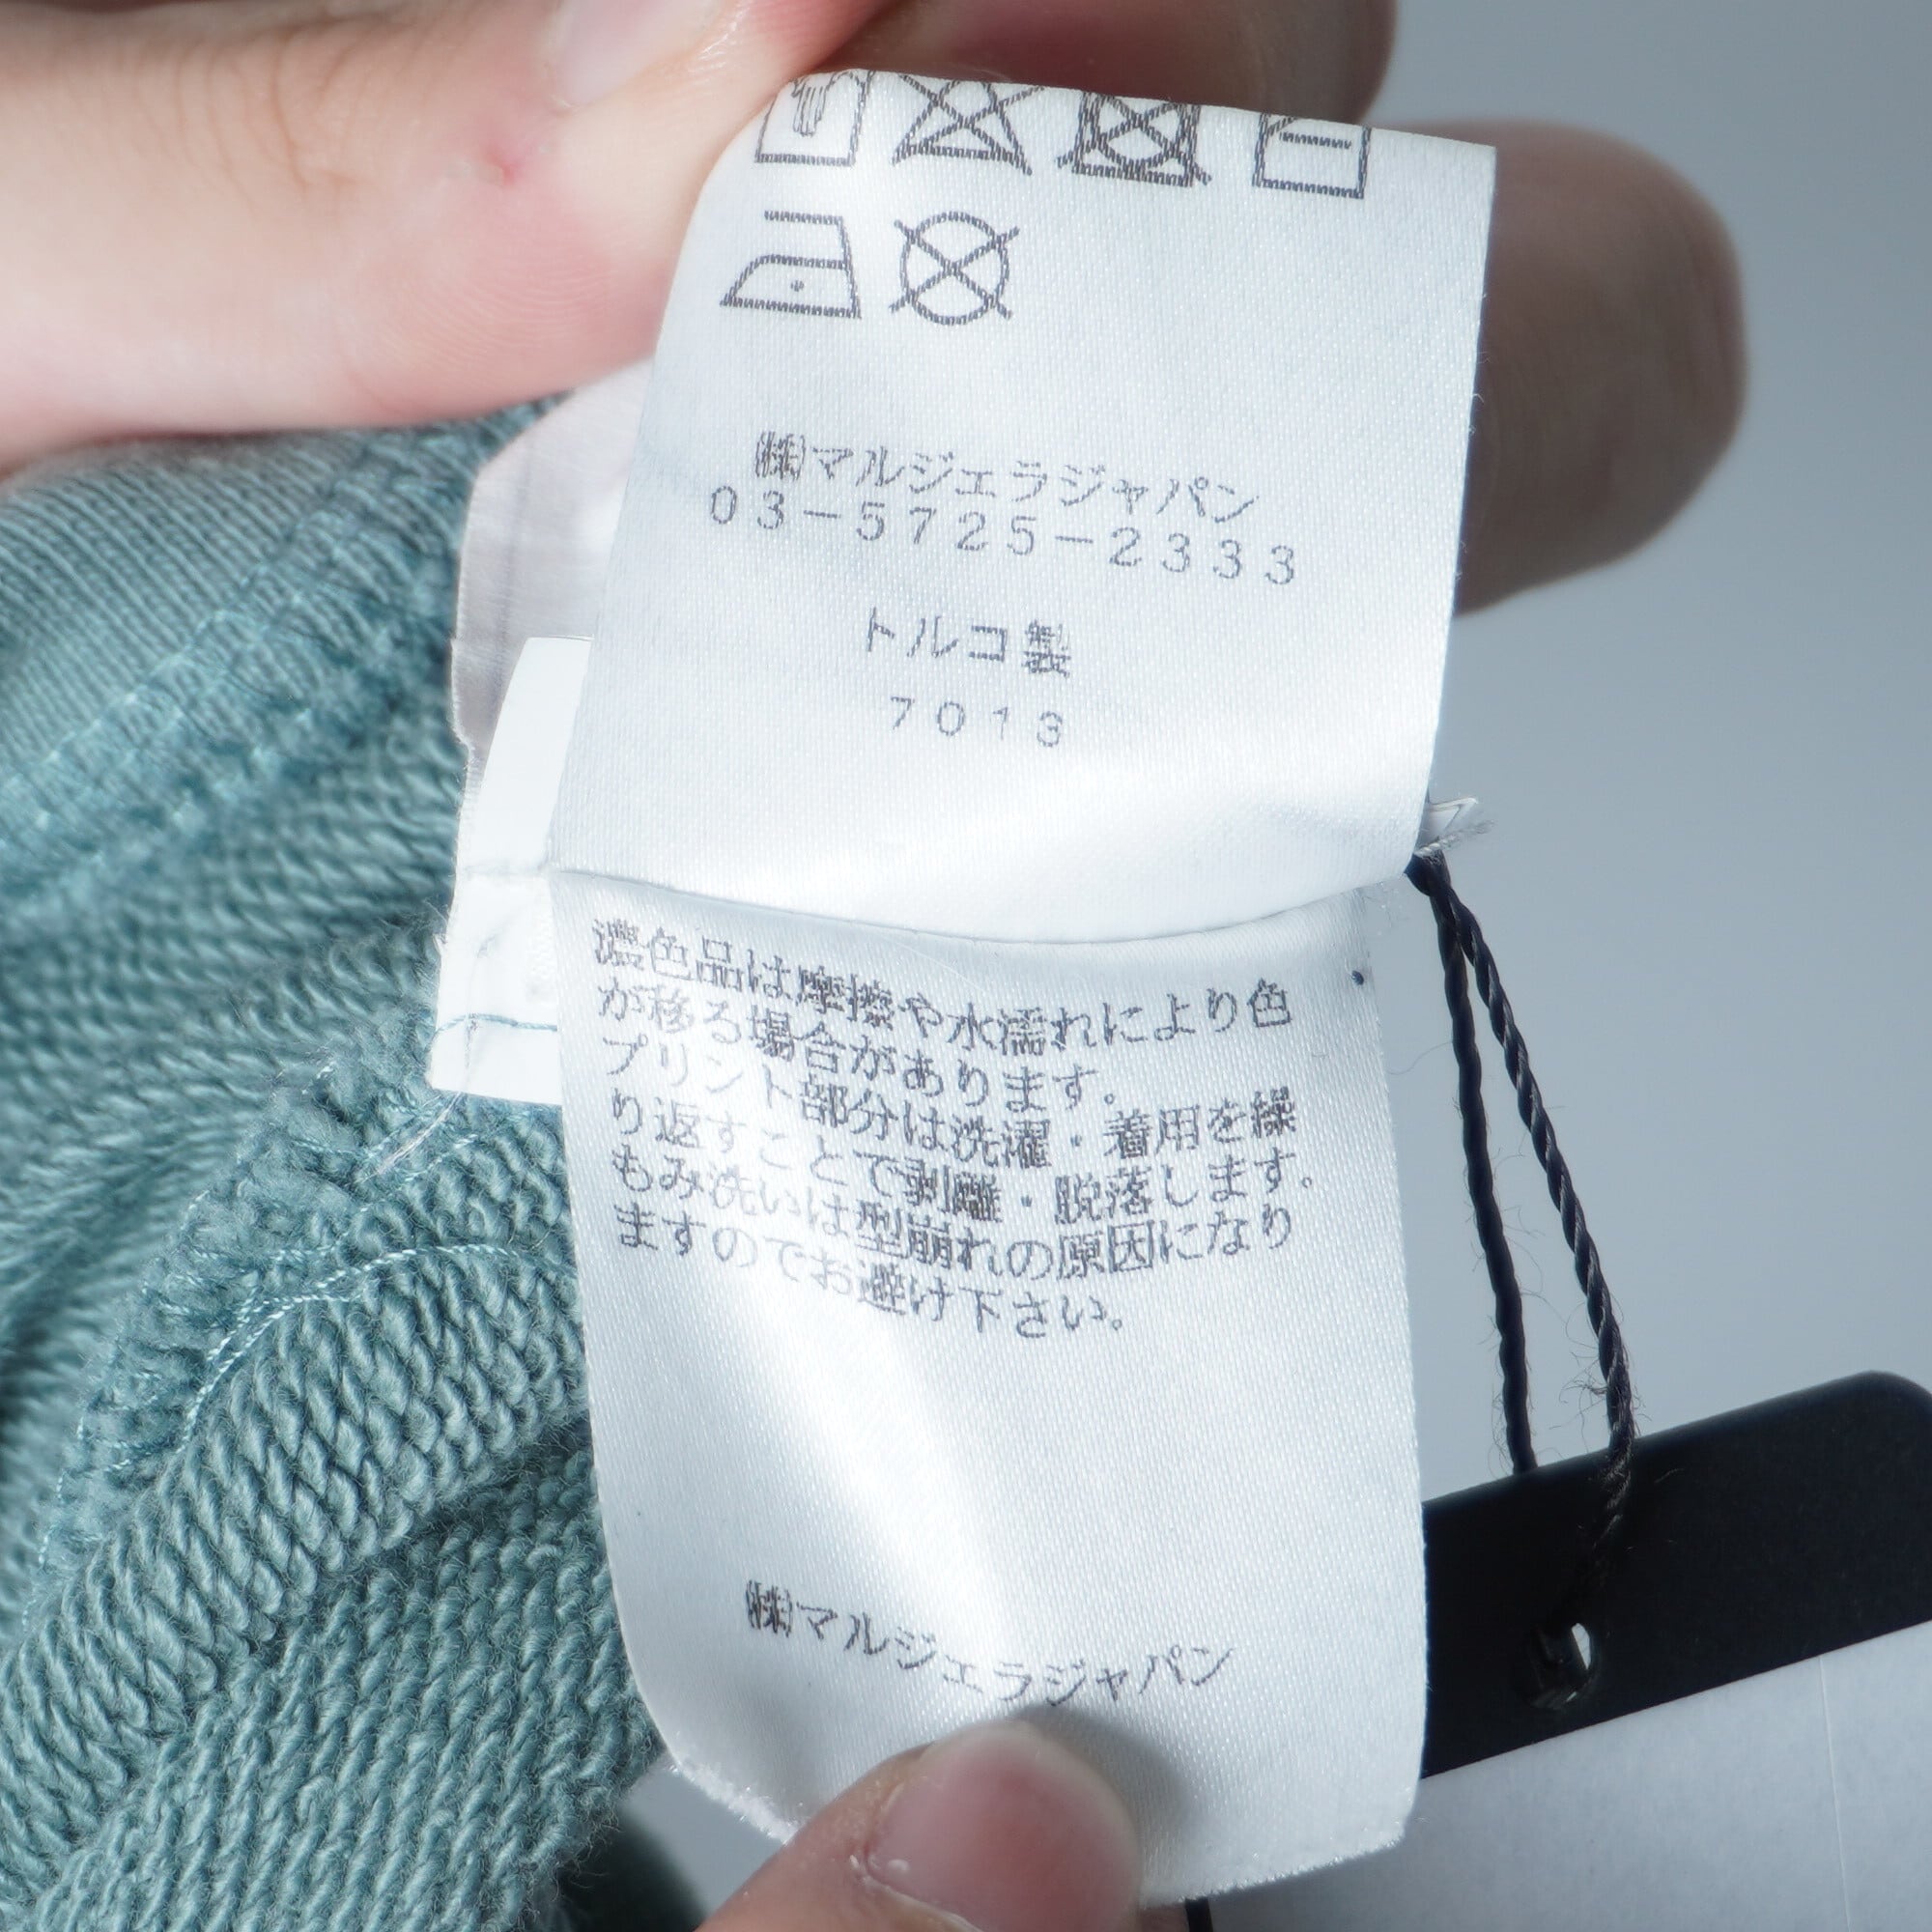 ㈱マルジェラジャパン
03-5725-2333
トルコ製
7013
濃色品は摩擦や水濡れにより色
が移る場合があります。
プリント部分は洗濯・着用を繰
り返すことで剥離・脱落します。
もみ洗いは型崩れの原因になり
ますのでお避け下さい。
㈱マルジェラジャパン